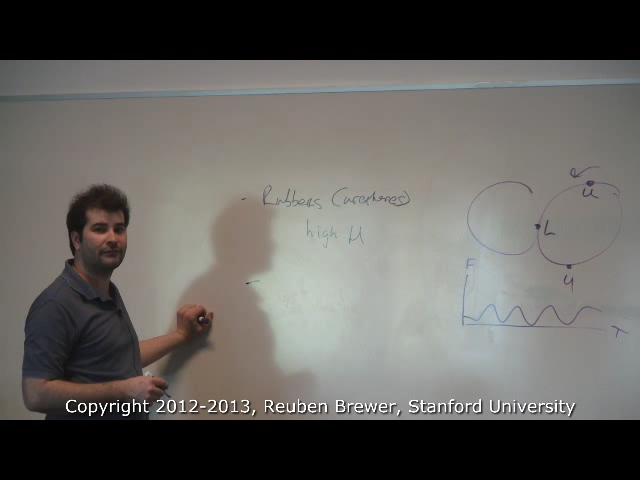 - Rubbers (urethanes)
high μ
-
u
L
u
F
T
Copyright 2012-2013, Reuben Brewer, Stanford University